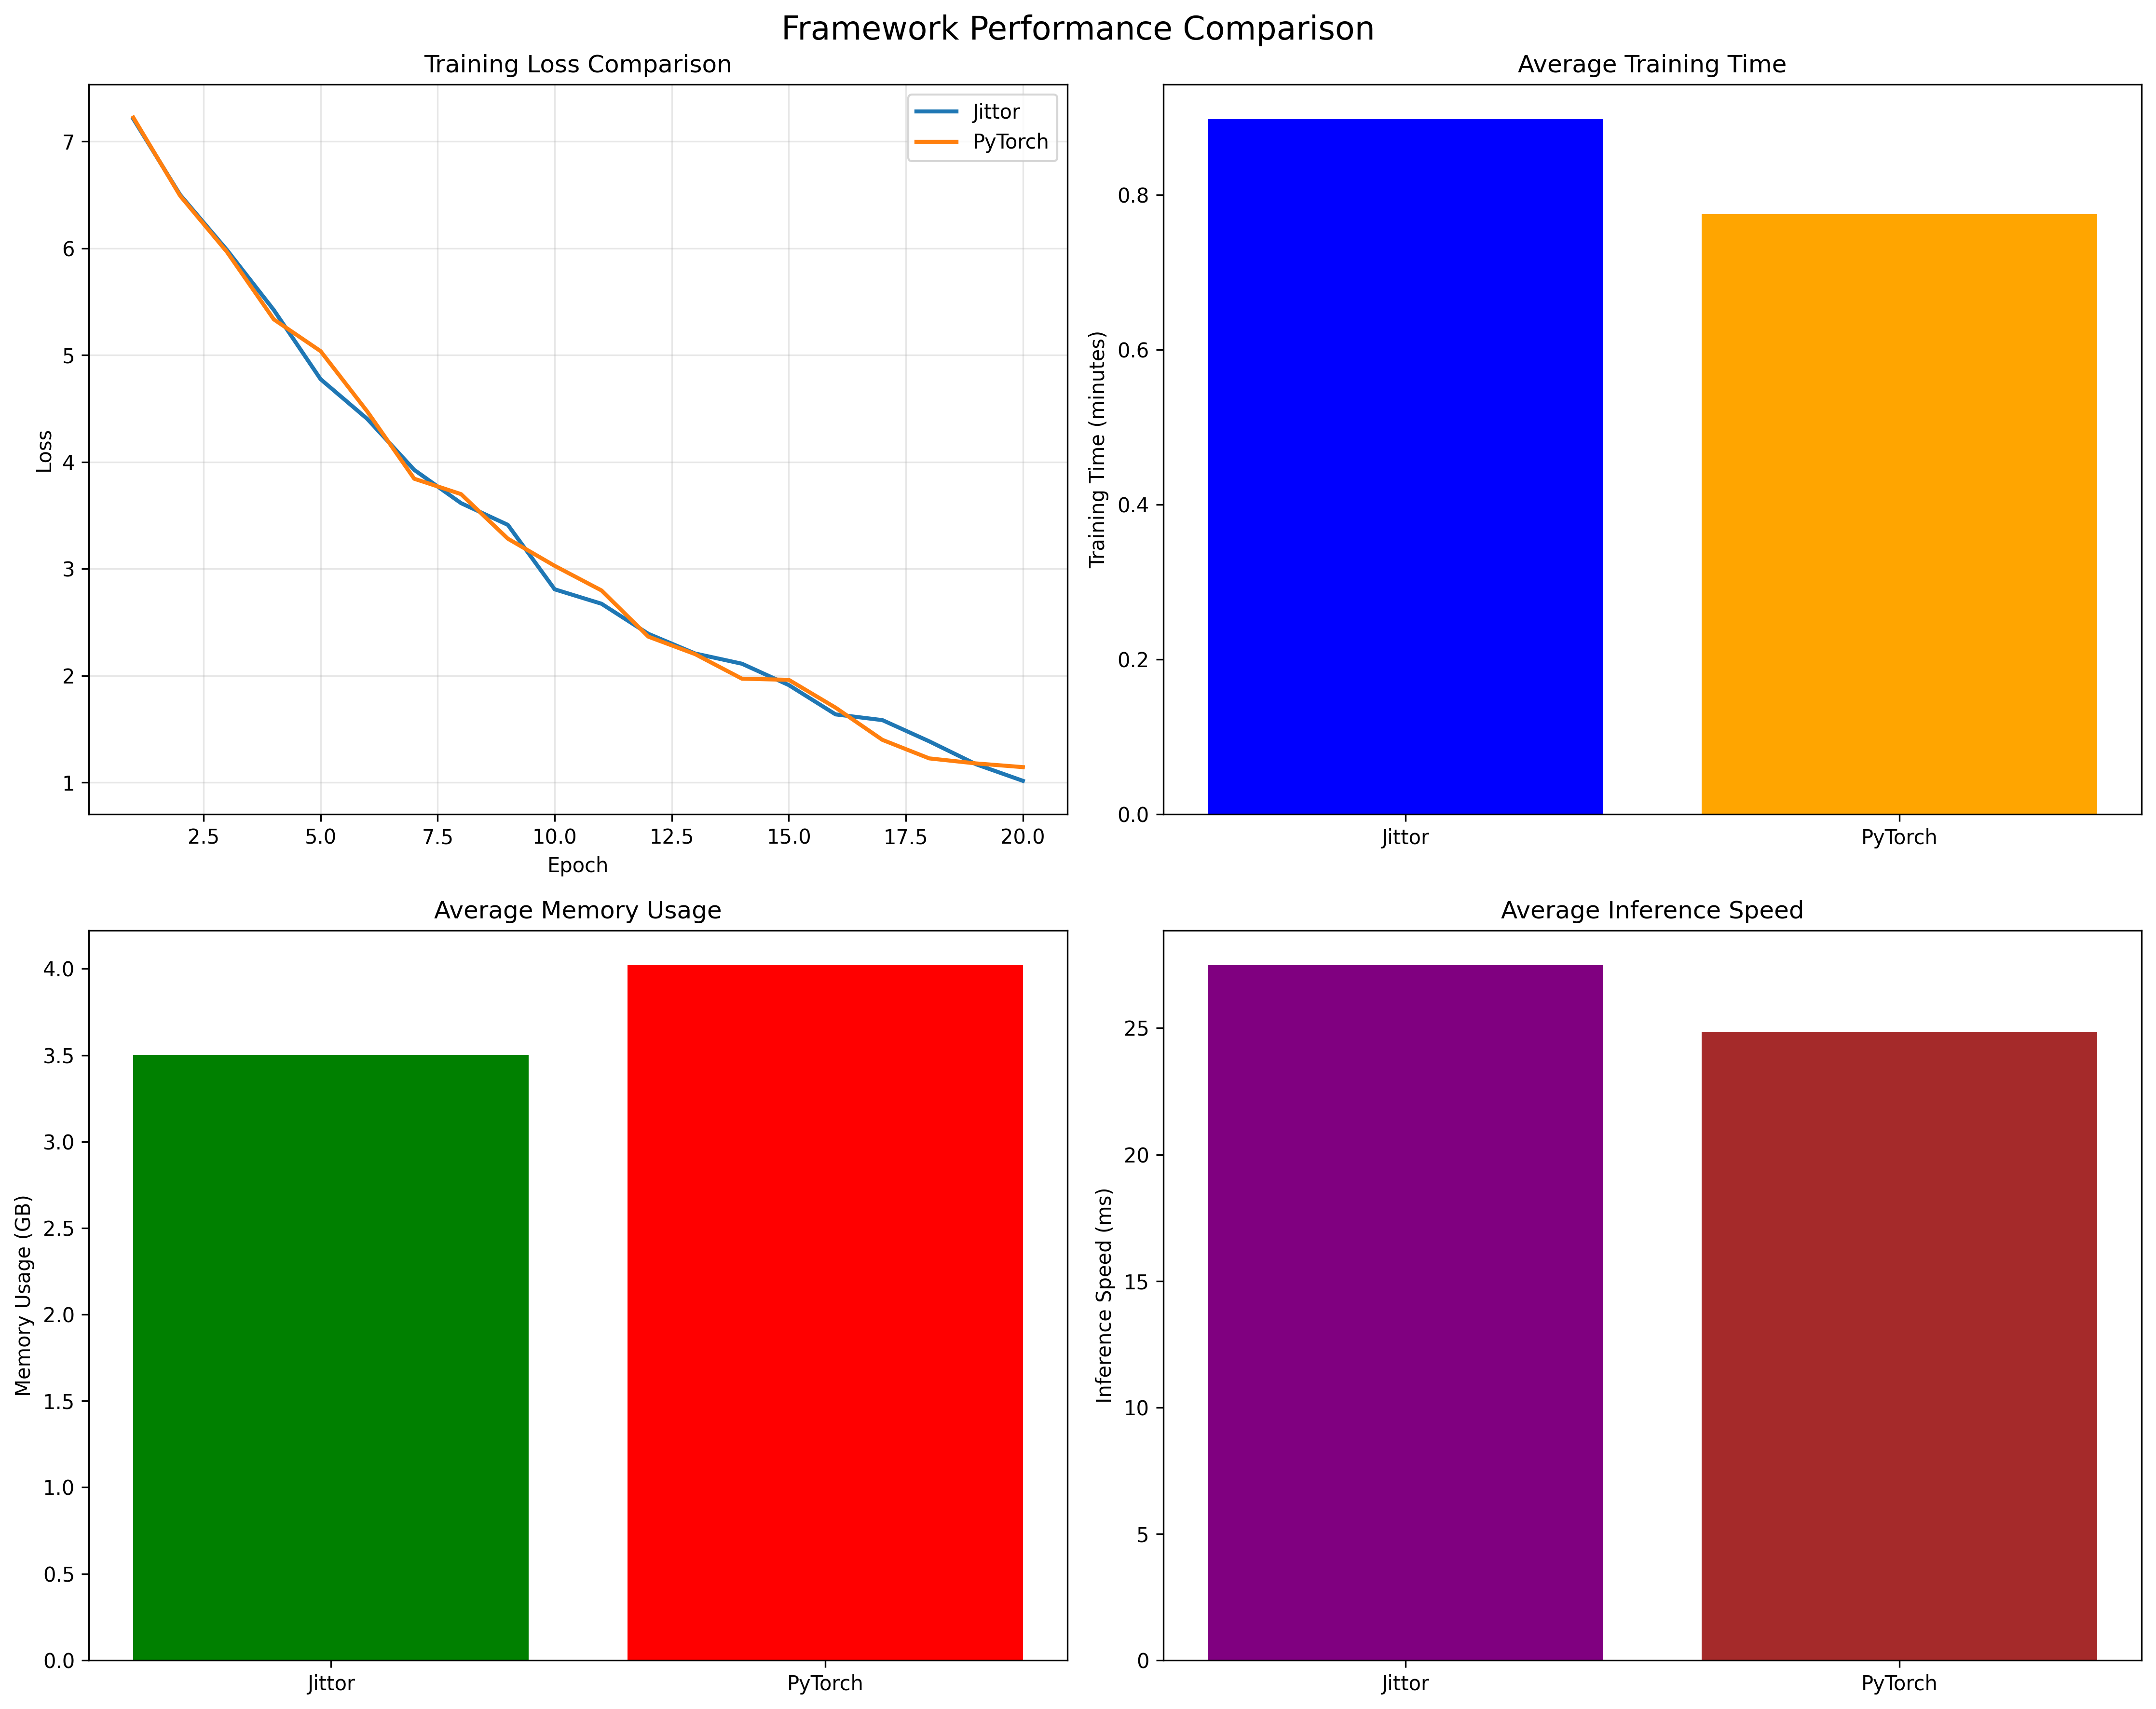 Framework Performance Comparison
Training Loss Comparison
Jittor
PyTorch
7
6
5
4
3
2
1
Loss
2.5 5.0 7.5 10.0 12.5 15.0 17.5 20.0
Epoch
Average Training Time
0.8
0.6
0.4
0.2
0.0
Training Time (minutes)
Jittor PyTorch
Average Memory Usage
4.0
3.5
3.0
2.5
2.0
1.5
1.0
0.5
0.0
Memory Usage (GB)
Jittor PyTorch
Average Inference Speed
25
20
15
10
5
0
Inference Speed (ms)
Jittor PyTorch